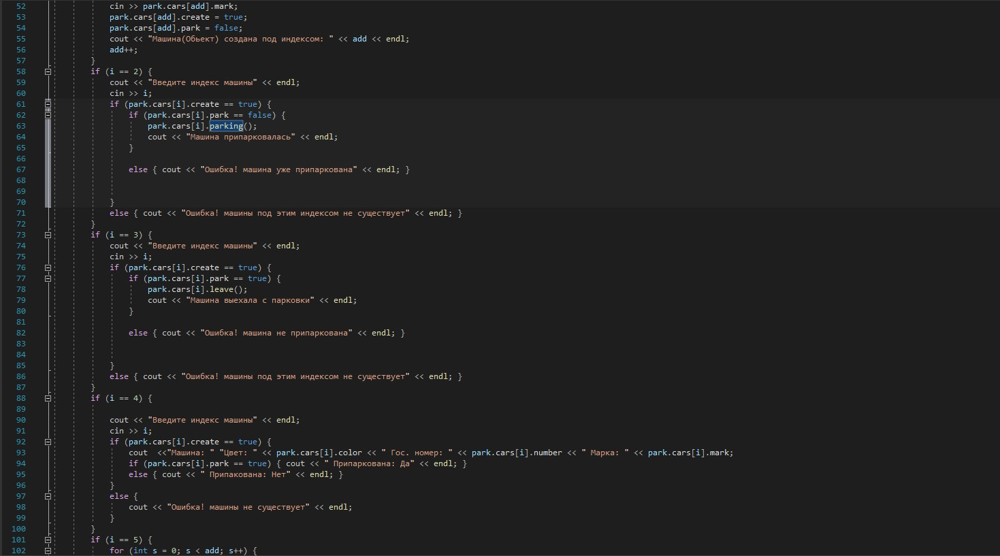 52 cin >> park.cars[add].mark;
53 park.cars[add].create = true;
54 park.cars[add].park = false;
55 cout << "Машина(Обьект) создана под индексом: " << add << endl;
56 add++;
57 }
58 if (i == 2) {
59 cout << "Введите индекс машины" << endl;
60 cin >> i;
61 if (park.cars[i].create == true) {
62 if (park.cars[i].park == false) {
63 park.cars[i].parking();
64 cout << "Машина припарковалась" << endl;
65 }
66
67 else { cout << "Ошибка! машина уже припаркована" << endl; }
68
69
70 }
71 else { cout << "Ошибка! машины под этим индексом не существует" << endl; }
72 }
73 if (i == 3) {
74 cout << "Введите индекс машины" << endl;
75 cin >> i;
76 if (park.cars[i].create == true) {
77 if (park.cars[i].park == true) {
78 park.cars[i].leave();
79 cout << "Машина выехала с парковки" << endl;
80 }
81
82 else { cout << "Ошибка! машина не припаркована" << endl; }
83
84
85 }
86 else { cout << "Ошибка! машины под этим индексом не существует" << endl; }
87 }
88 if (i == 4) {
89
90 cout << "Введите индекс машины" << endl;
91 cin >> i;
92 if (park.cars[i].create == true) {
93 cout  <<"Машина: " "Цвет: " << park.cars[i].color << " Гос. номер: " << park.cars[i].number << " Марка: " << park.cars[i].mark;
94 if (park.cars[i].park == true) { cout << " Припаркована: Да" << endl; }
95 else { cout << " Припакована: Нет" << endl; }
96 }
97 else {
98 cout << "Ошибка! машины не существует" << endl;
99 }
100 }
101 if (i == 5) {
102 for (int s = 0; s < add; s++) {